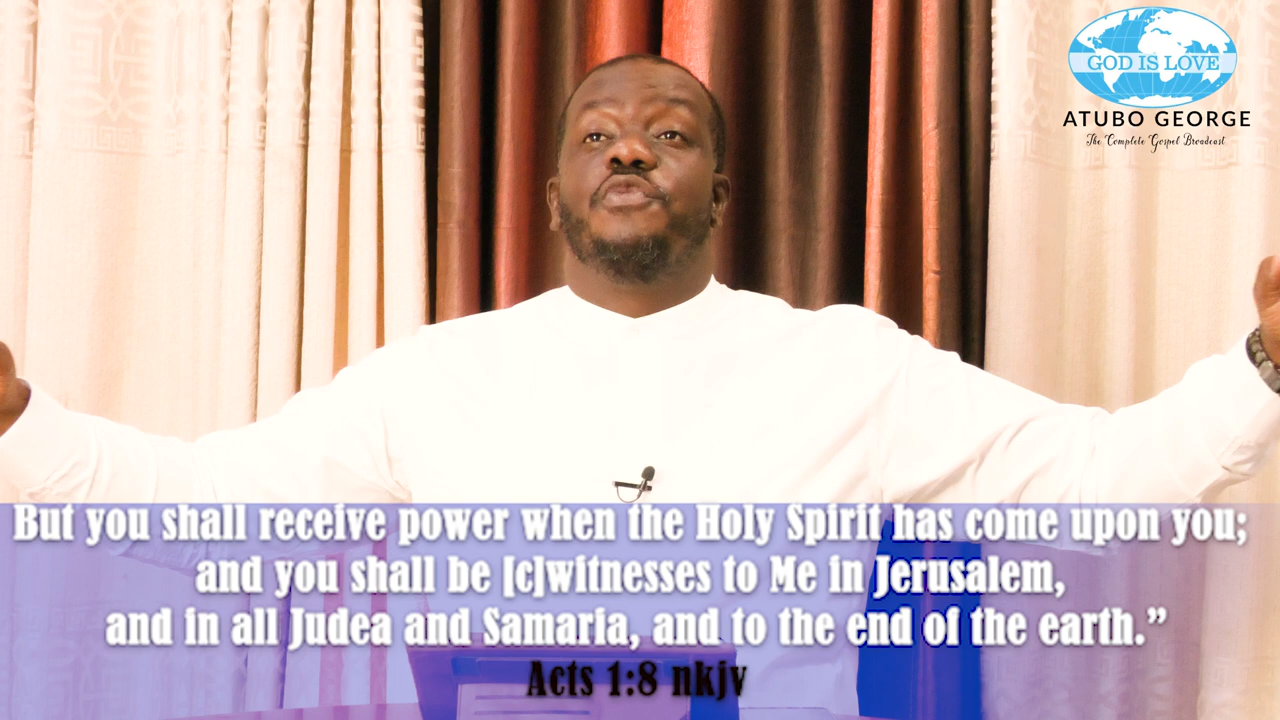 GOD IS LOVE
ATUBO GEORGE
The Complete Gospel Broadcast
But you shall receive power when the Holy Spirit has come upon you;
and you shall be [c]witnesses to Me in Jerusalem,
and in all Judea and Samaria, and to the end of the earth.”
Acts 1:8 nkjv